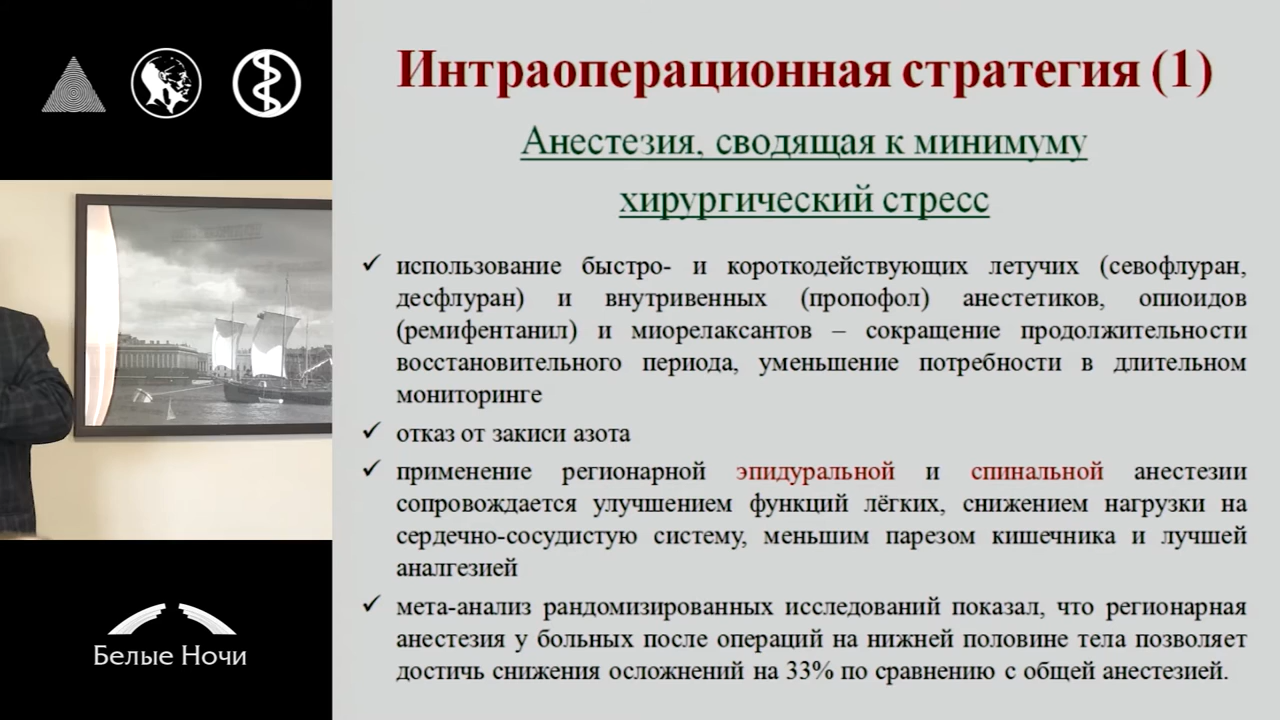 Интраоперационная стратегия (1)
Анестезия, сводящая к минимуму
хирургический стресс
✓ использование быстро- и короткодействующих летучих (севофлуран,
десфлуран) и внутривенных (пропофол) анестетиков, опиоидов
(ремифентанил) и миорелаксантов – сокращение продолжительности
восстановительного периода, уменьшение потребности в длительном
мониторинге
✓ отказ от закиси азота
✓ применение регионарной эпидуральной и спинальной анестезии
сопровождается улучшением функций лёгких, снижением нагрузки на
сердечно-сосудистую систему, меньшим парезом кишечника и лучшей
аналгезией
✓ мета-анализ рандомизированных исследований показал, что регионарная
анестезия у больных после операций на нижней половине тела позволяет
достичь снижения осложнений на 33% по сравнению с общей анестезией.
Белые Ночи